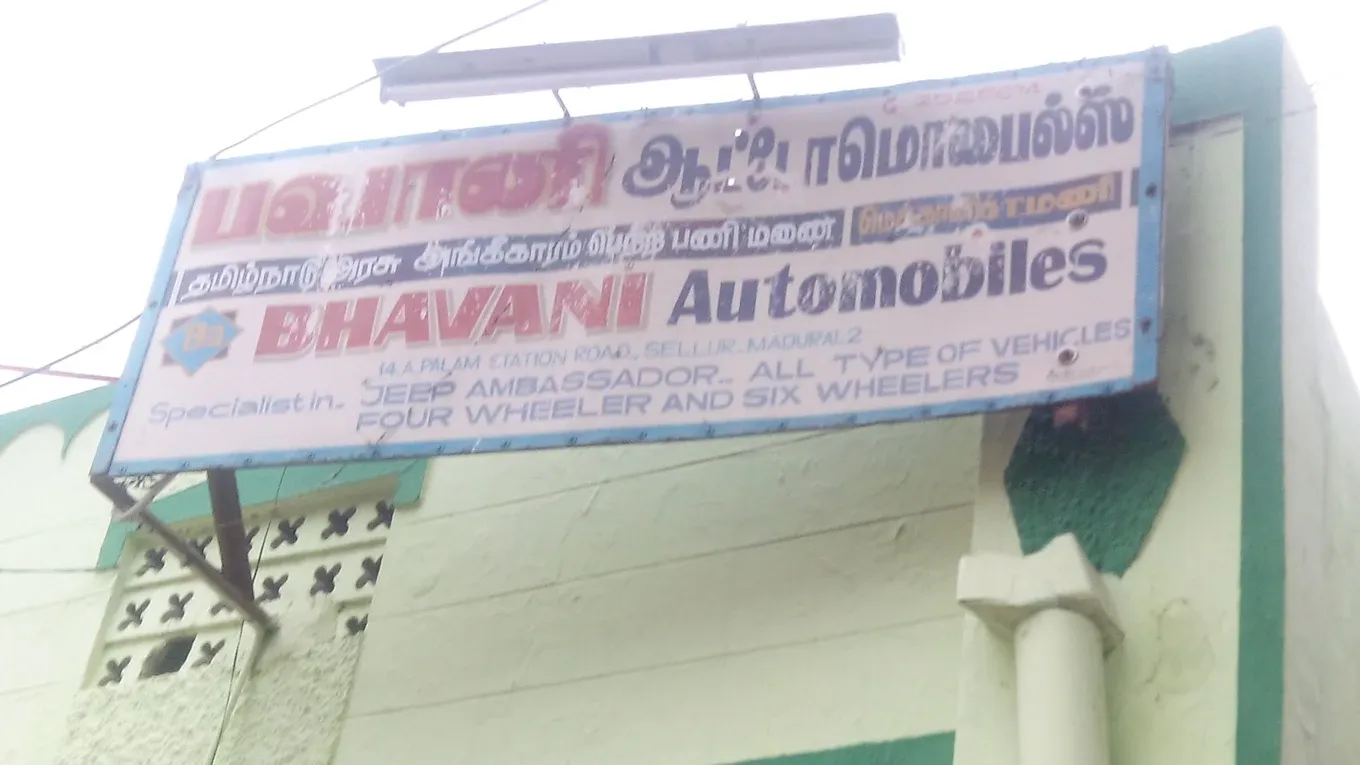 பவானி ஆட்டோமொபைல்ஸ்
தமிழ்நாடு அரசு அங்கீகாரம் பெற்ற பணி மனை
BHAVANI Automobiles
14.A.PALAM STATION ROAD., SELLUR.MADURAI.2
Specialist in.. JEEP AMBASSADOR.. ALL TYPE OF VEHICLES
FOUR WHEELER AND SIX WHEELERS